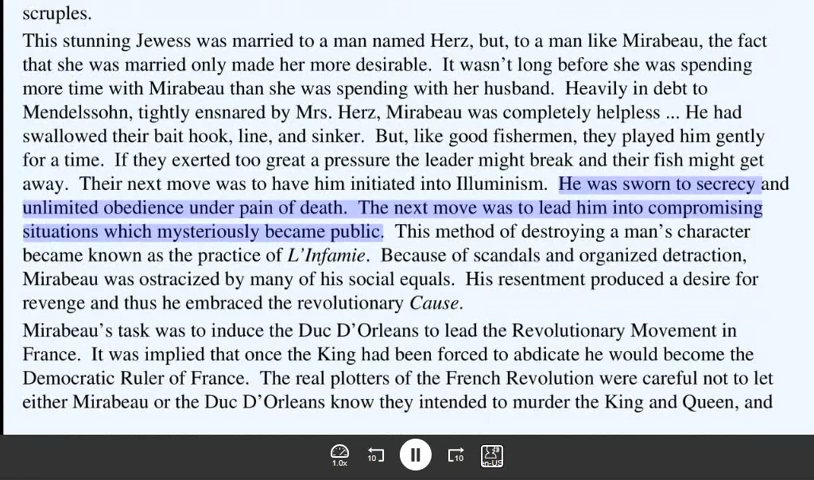 scruples.
This stunning Jewess was married to a man named Herz, but, to a man like Mirabeau, the fact
that she was married only made her more desirable. It wasn't long before she was spending
more time with Mirabeau than she was spending with her husband. Heavily in debt to
Mendelssohn, tightly ensnared by Mrs. Herz, Mirabeau was completely helpless ... He had
swallowed their bait hook, line, and sinker. But, like good fishermen, they played him gently
for a time. If they exerted too great a pressure the leader might break and their fish might get
away. Their next move was to have him initiated into Illuminism. He was sworn to secrecy and
unlimited obedience under pain of death. The next move was to lead him into compromising
situations which mysteriously became public. This method of destroying a man's character
became known as the practice of L'Infamie. Because of scandals and organized detraction,
Mirabeau was ostracized by many of his social equals. His resentment produced a desire for
revenge and thus he embraced the revolutionary Cause.
Mirabeau's task was to induce the Duc D'Orleans to lead the Revolutionary Movement in
France. It was implied that once the King had been forced to abdicate he would become the
Democratic Ruler of France. The real plotters of the French Revolution were careful not to let
either Mirabeau or the Duc D'Orleans know they intended to murder the King and Queen, and
1.0x 10 10 en-US